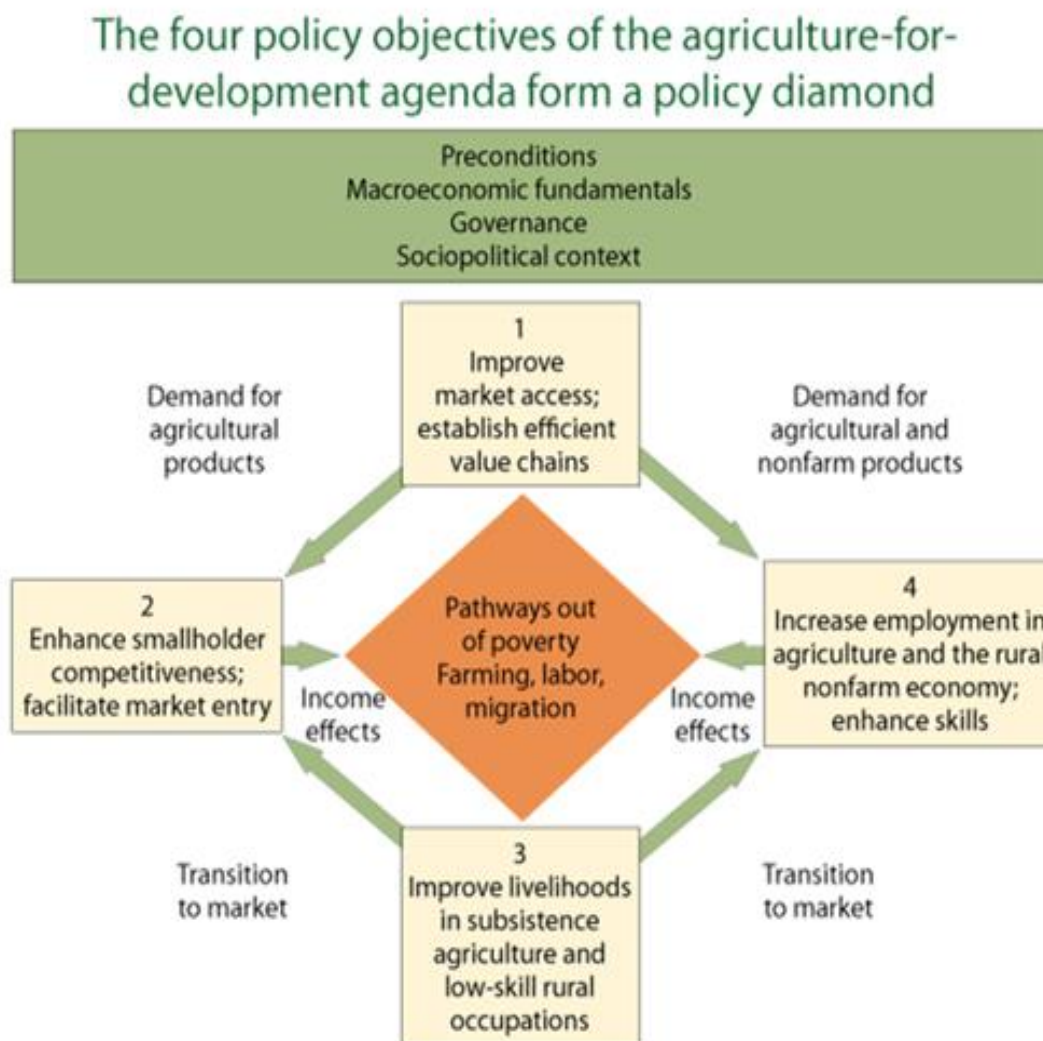 The four policy objectives of the agriculture-for-
development agenda form a policy diamond
Preconditions
Macroeconomic fundamentals
Governance
Sociopolitical context
1
Improve
market access;
establish efficient
value chains
Demand for
agricultural
products
Demand for
agricultural and
nonfarm products
2
Enhance smallholder
competitiveness;
facilitate market entry
Income
effects
Pathways out
of poverty
Farming, labor,
migration
Income
effects
4
Increase employment in
agriculture and the rural
nonfarm economy;
enhance skills
Transition
to market
3
Improve livelihoods
in subsistence
agriculture and
low-skill rural
occupations
Transition
to market